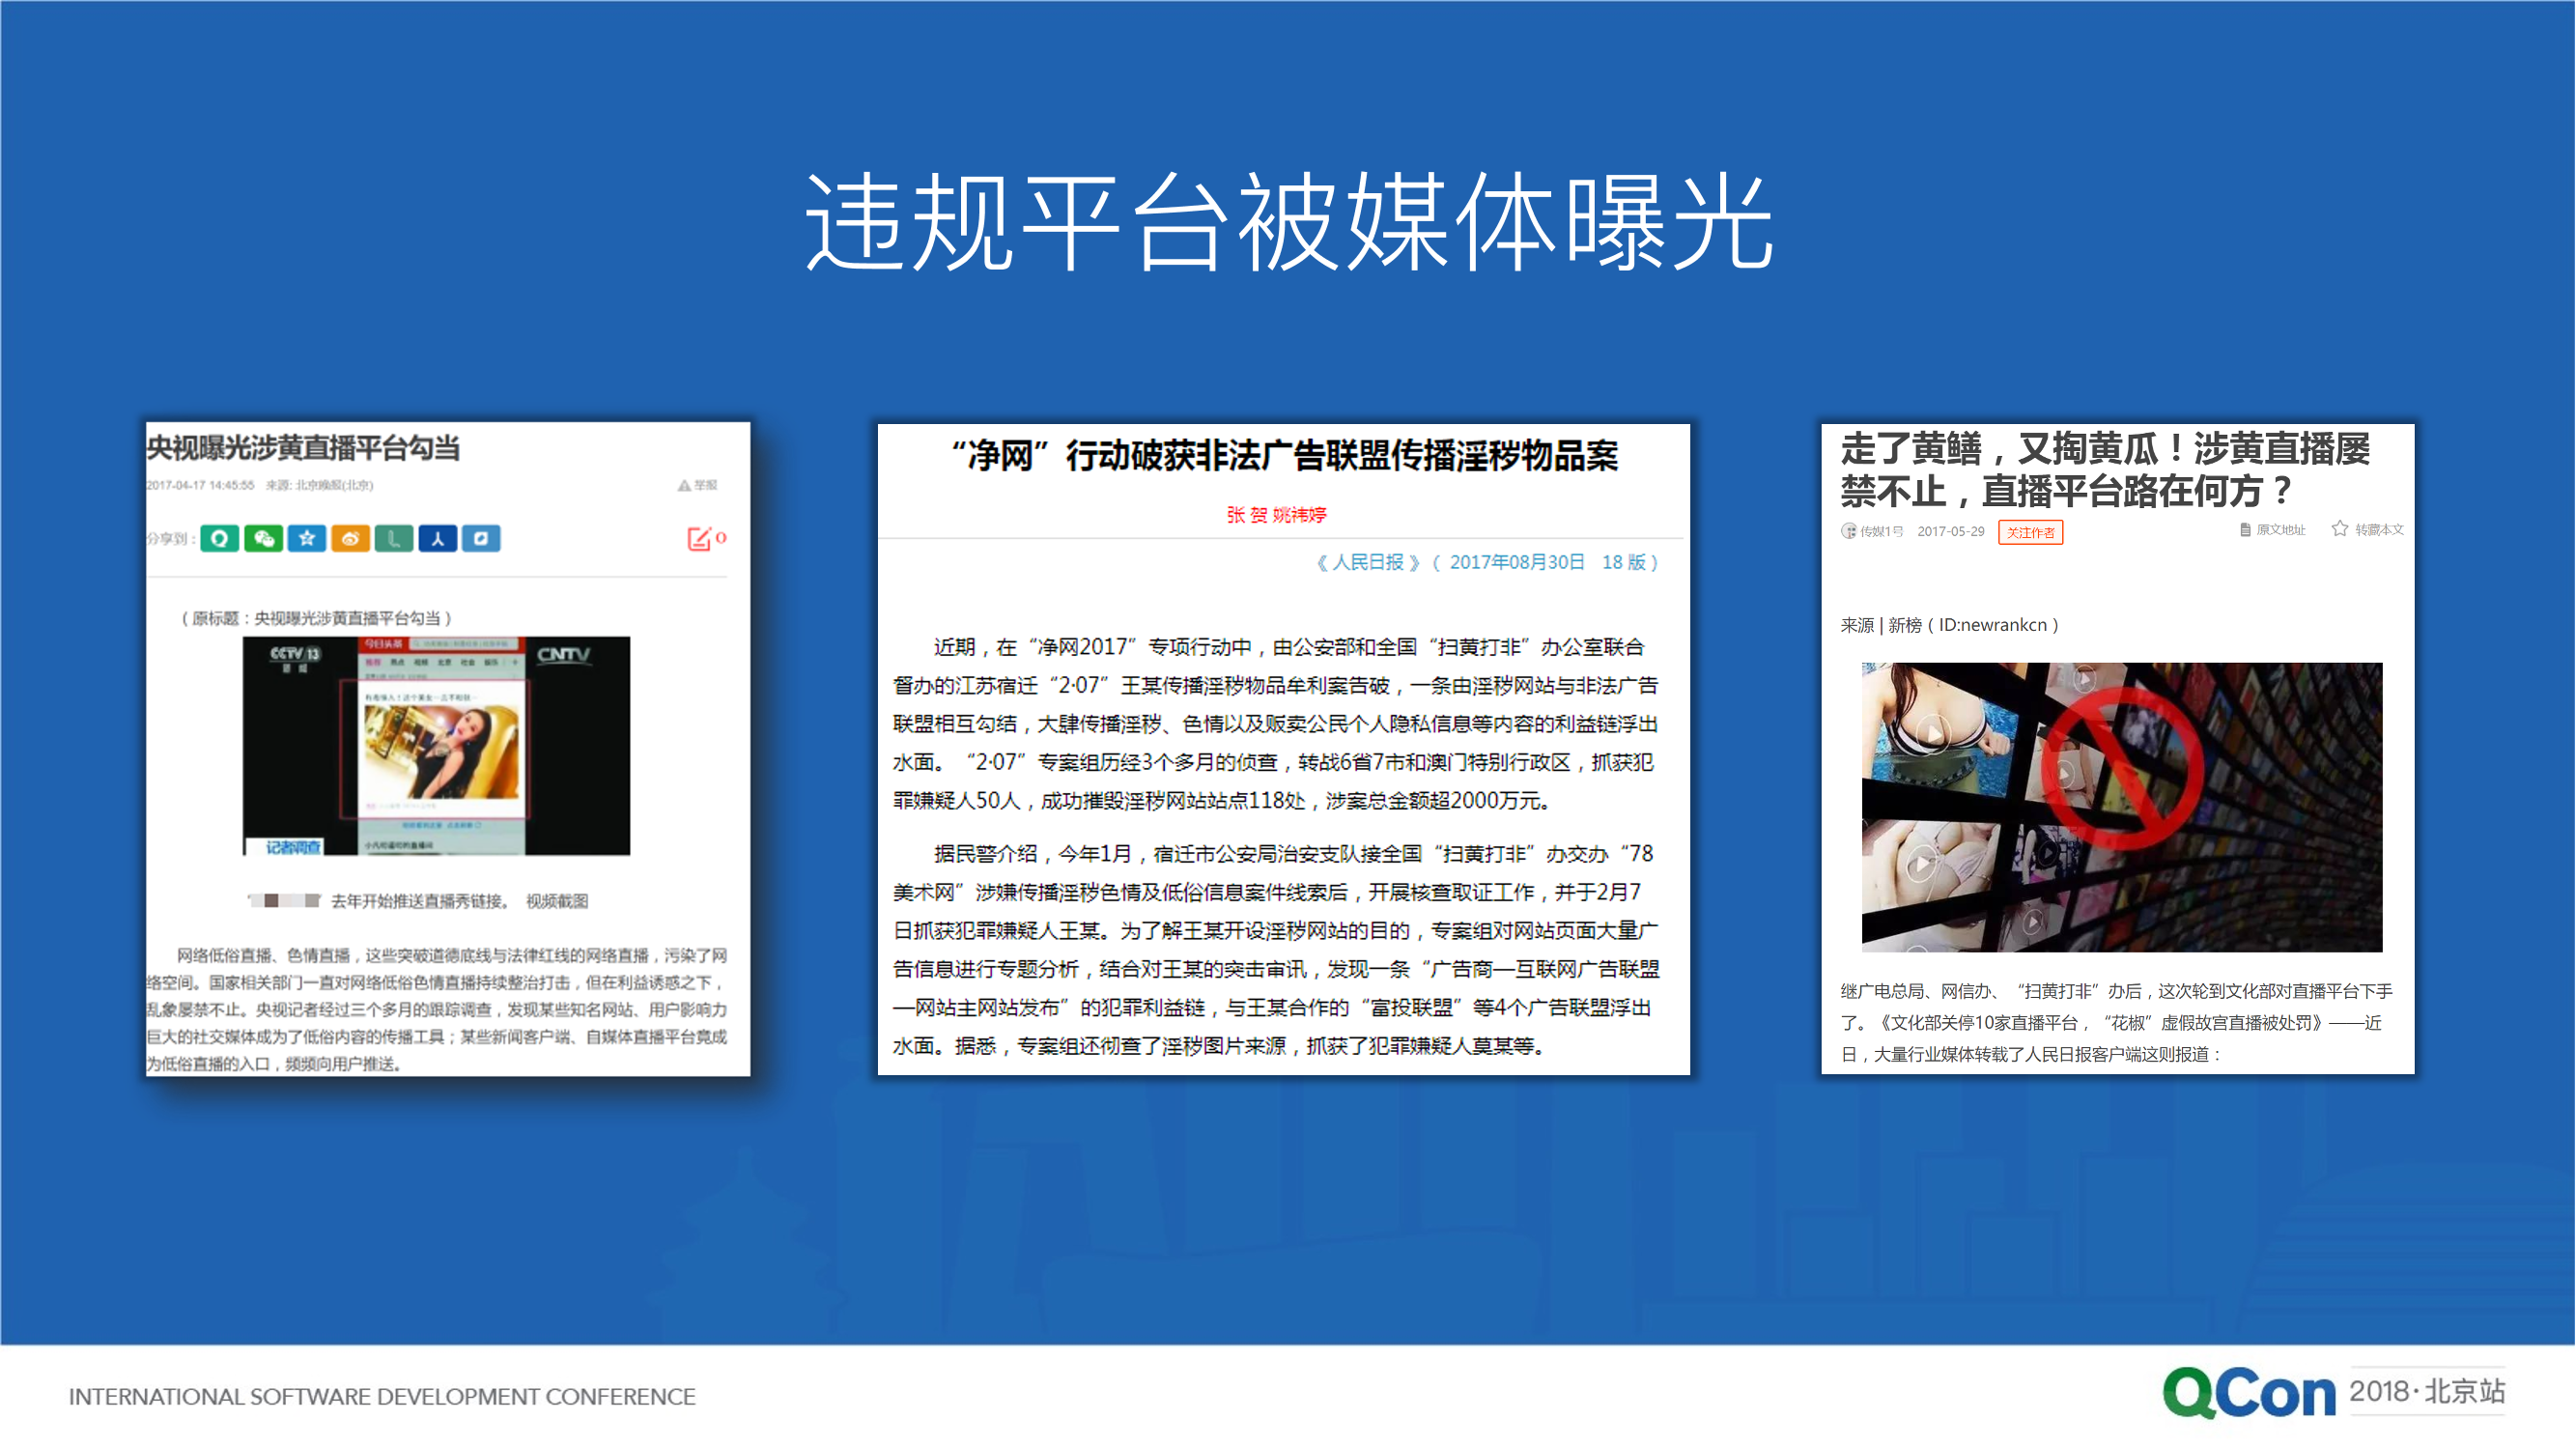 违规平台被媒体曝光
央视曝光涉黄直播平台勾当
2017-04-17 14:45:55 来源: 北京晚报(北京)
举报
分享到:
0
(原标题：央视曝光涉黄直播平台勾当)
CCTV 13
新闻
今日头条
CNTV
记者调查
去年开始推送直播秀链接。 视频截图
网络低俗直播、色情直播，这些突破道德底线与法律红线的网络直播，污染了网
络空间。国家相关部门一直对网络低俗色情直播持续整治打击，但在利益诱惑之下，
乱象屡禁不止。央视记者经过三个多月的跟踪调查，发现某些知名网站、用户影响力
巨大的社交媒体成为了低俗内容的传播工具；某些新闻客户端、自媒体直播平台竟成
为低俗直播的入口，频频向用户推送。
“净网”行动破获非法广告联盟传播淫秽物品案
张 贺 姚祎婷
《 人民日报 》（ 2017年08月30日 18 版）
近期，在“净网2017”专项行动中，由公安部和全国“扫黄打非”办公室联合
督办的江苏宿迁“2·07”王某传播淫秽物品牟利案告破，一条由淫秽网站与非法广告
联盟相互勾结，大肆传播淫秽、色情以及贩卖公民个人隐私信息等内容的利益链浮出
水面。“2·07”专案组历经3个多月的侦查，转战6省7市和澳门特别行政区，抓获犯
罪嫌疑人50人，成功摧毁淫秽网站站点118处，涉案总金额超2000万元。
据民警介绍，今年1月，宿迁市公安局治安支队接全国“扫黄打非”办交办“78
美术网”涉嫌传播淫秽色情及低俗信息案件线索后，开展核查取证工作，并于2月7
日抓获犯罪嫌疑人王某。为了解王某开设淫秽网站的目的，专案组对网站页面大量广
告信息进行专题分析，结合对王某的突击审讯，发现一条“广告商—互联网广告联盟
—网站主网站发布”的犯罪利益链，与王某合作的“富投联盟”等4个广告联盟浮出
水面。据悉，专案组还彻查了淫秽图片来源，抓获了犯罪嫌疑人莫某等。
走了黄鳝，又掏黄瓜！涉黄直播屡
禁不止，直播平台路在何方？
传媒1号 2017-05-29 关注作者 原文地址 转藏本文
来源 | 新榜（ID:newrankcn）
继广电总局、网信办、“扫黄打非”办后，这次轮到文化部对直播平台下手
了。《文化部关停10家直播平台，“花椒”虚假故宫直播被处罚》——近
日，大量行业媒体转载了人民日报客户端这则报道：
INTERNATIONAL SOFTWARE DEVELOPMENT CONFERENCE
QCon 2018·北京站